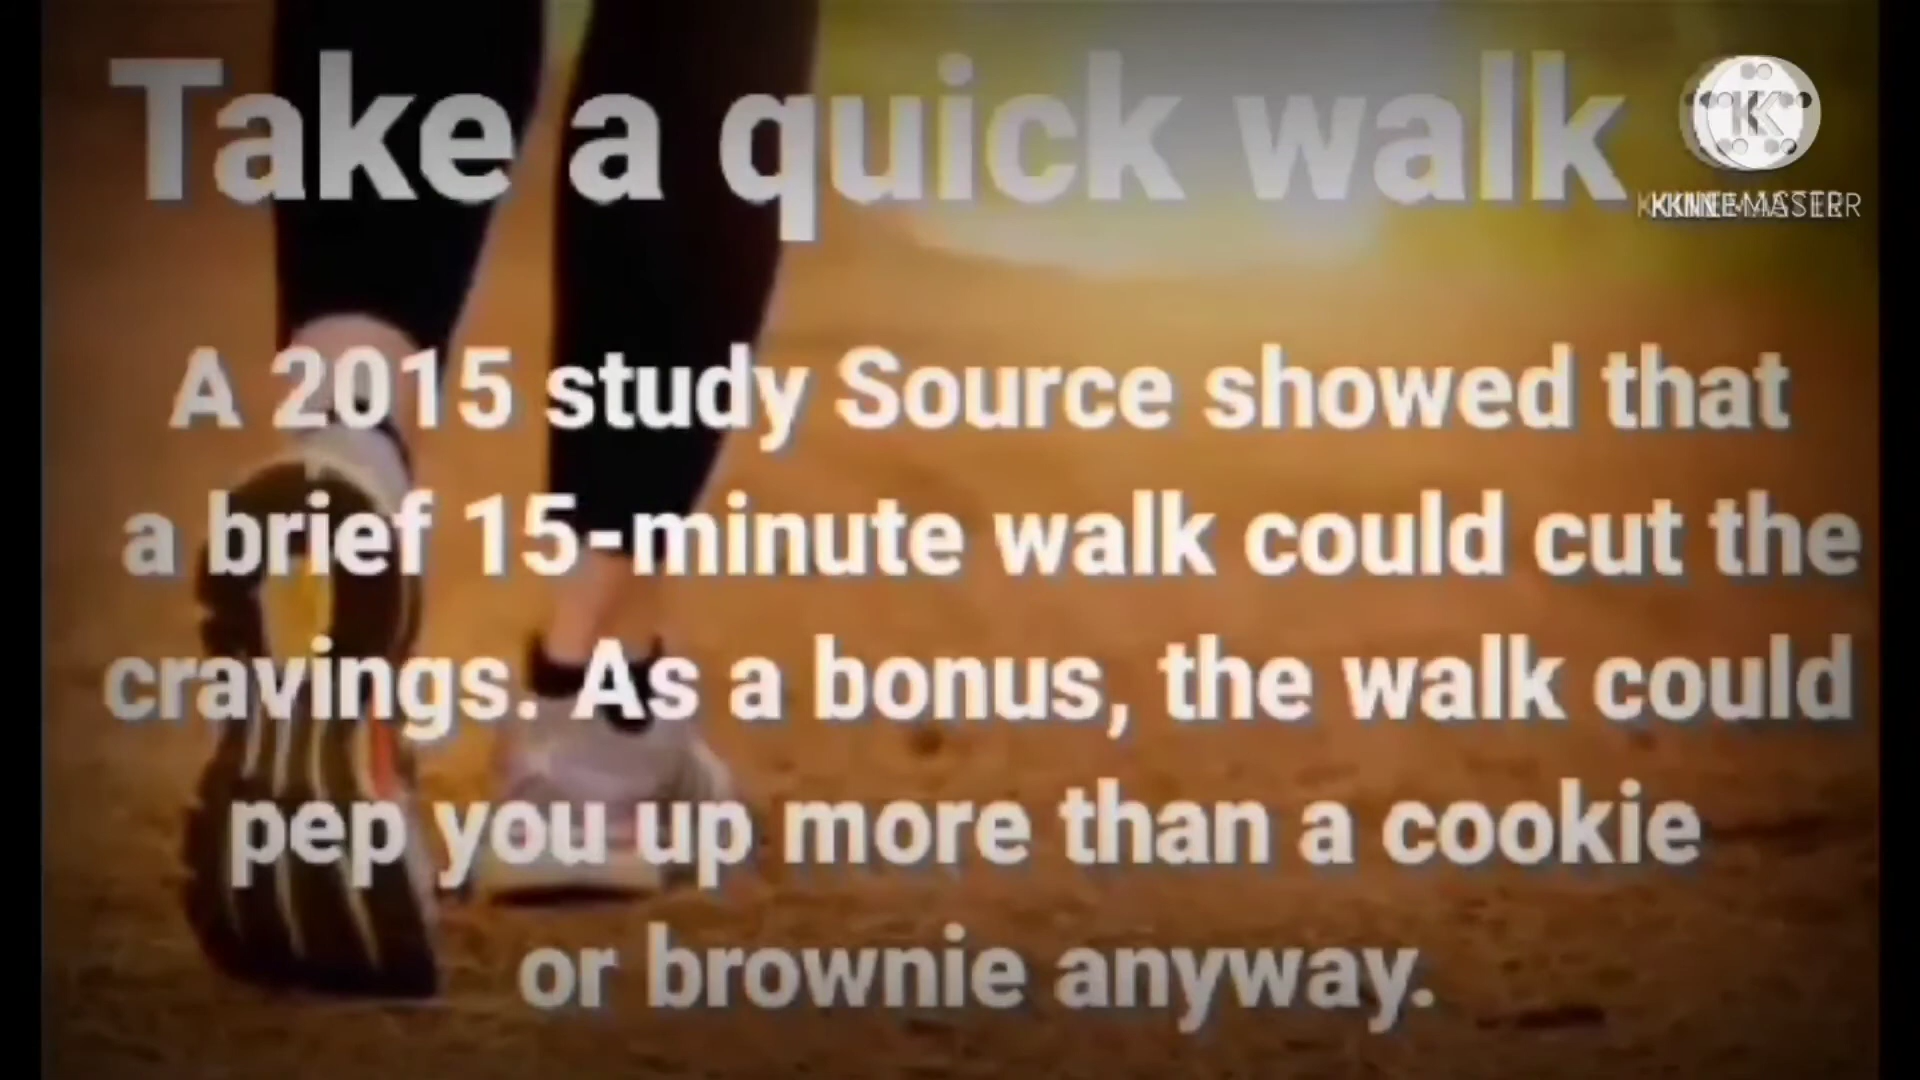 Take a quick walk
KINEMASTER
A 2015 study Source showed that
a brief 15-minute walk could cut the
cravings. As a bonus, the walk could
pep you up more than a cookie
or brownie anyway.